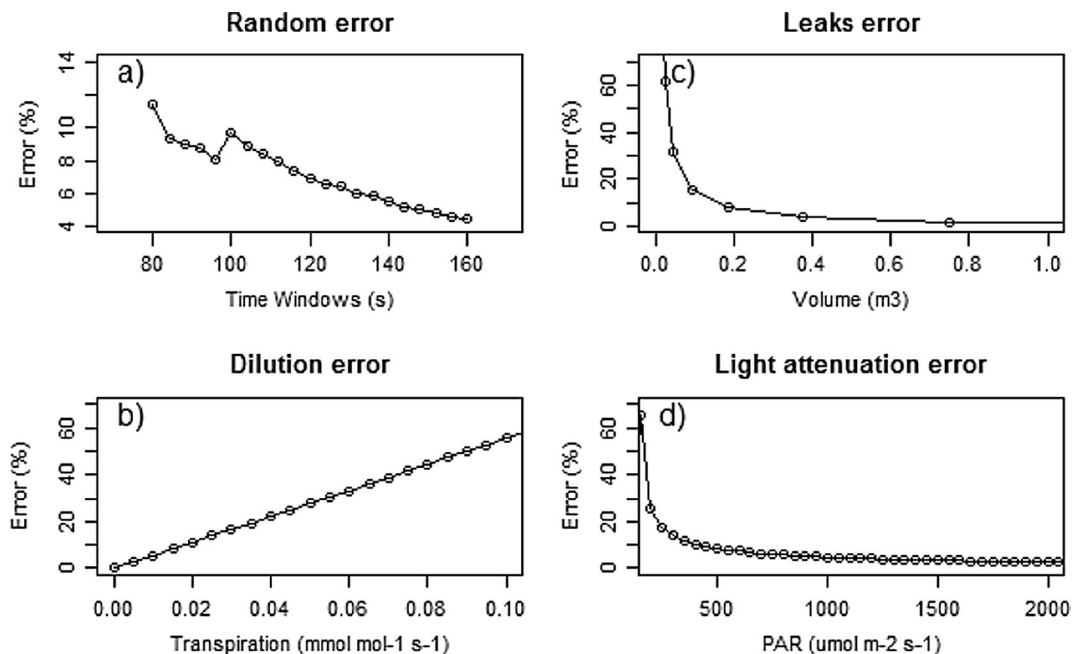 Random error
a)
Error (%)
14
12
10
8
6
4
80 100 120 140 160
Time Windows (s)
Leaks error
c)
Error (%)
60
40
20
0
0.0 0.2 0.4 0.6 0.8 1.0
Volume (m3)
Dilution error
b)
Error (%)
60
40
20
0
0.00 0.02 0.04 0.06 0.08 0.10
Transpiration (mmol mol-1 s-1)
Light attenuation error
d)
Error (%)
60
40
20
0
500 1000 1500 2000
PAR (umol m-2 s-1)